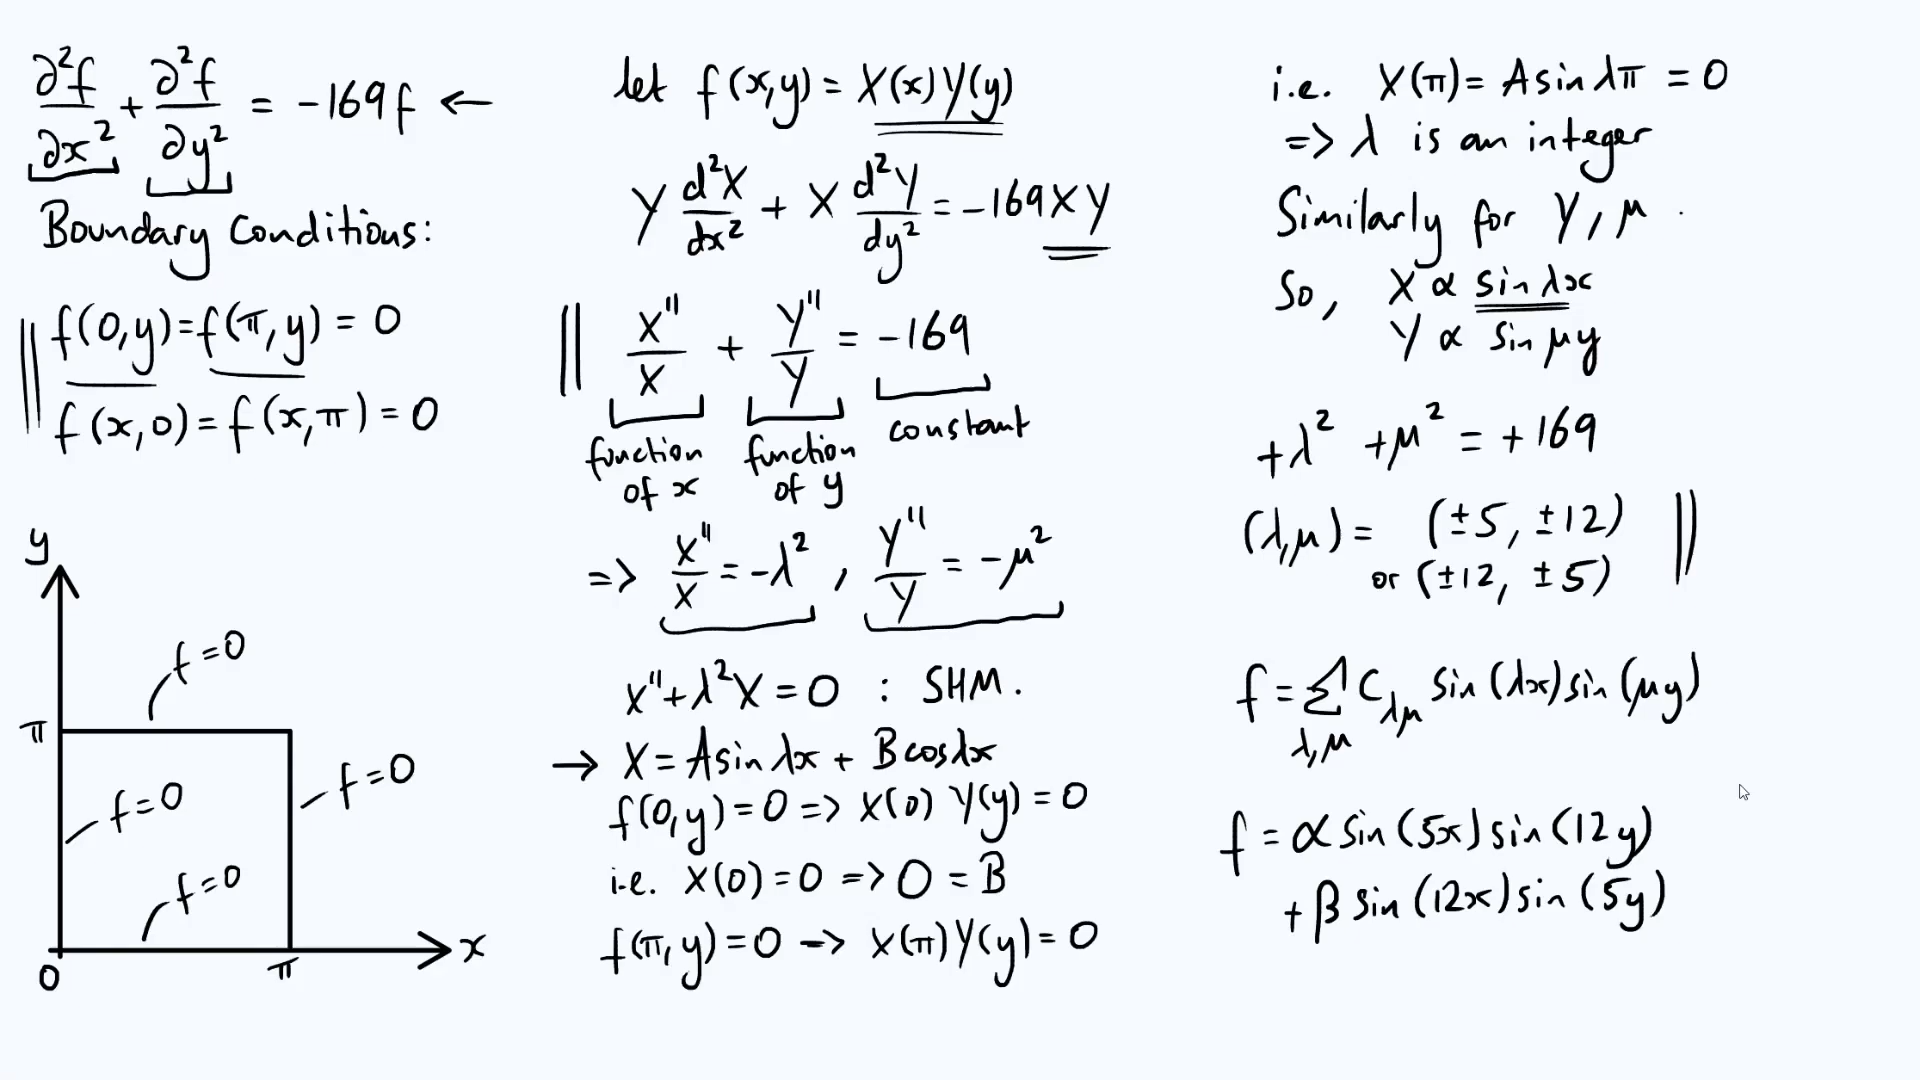 ∂²f/∂x² + ∂²f/∂y² = -169f ←
Boundary Conditions:
f(0,y)=f(π,y) = 0
f(x,0)=f(x,π)=0
y
f=0
π
f=0
f=0
f=0
x
0
π
let f(x,y) = X(x)Y(y)
Y d²X/dx² + X d²Y/dy² = -169XY
X''/X + Y''/Y = -169
function of x
function of y
constant
=> X''/X = -λ² , Y''/Y = -μ²
X''+λ²X = 0 : SHM.
→ X = Asin λx + Bcosλx
f(0,y)=0 => X(0) Y(y) = 0
i.e. X(0)=0 => 0 = B
f(π,y)=0 -> X(π)Y(y)=0
i.e. X(π)= Asin λπ = 0
=> λ is an integer
Similarly for Y, μ.
So, X ∝ sin λx
Y ∝ sin μy
+λ² +μ² = +169
(λ,μ) = (±5, ±12)
or (±12, ±5)
f = Σ C_λμ sin(λx)sin(μy)
λ,μ
f = α sin(5x)sin(12y)
+ β sin(12x)sin(5y)